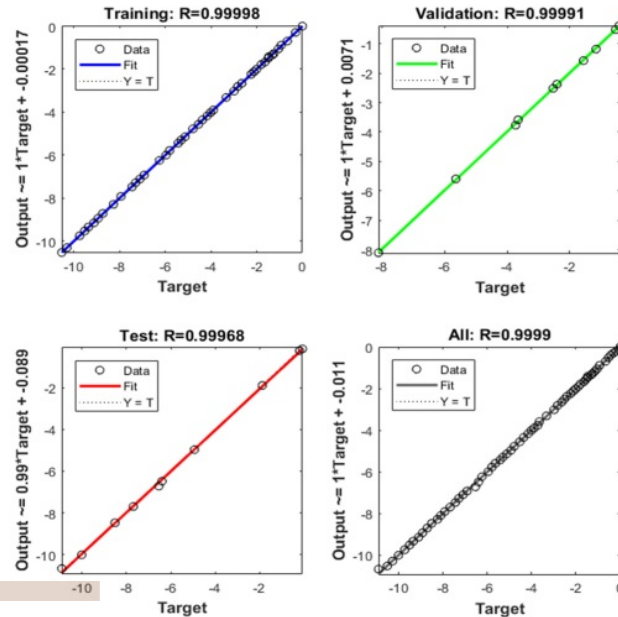 Training: R=0.99998
Output ~= 1*Target + -0.00017
Data
Fit
Y = T
0
-2
-4
-6
-8
-10
-10 -8 -6 -4 -2 0
Target
Validation: R=0.99991
Output ~= 1*Target + 0.0071
Data
Fit
Y = T
-1
-2
-3
-4
-5
-6
-7
-8
-8 -6 -4 -2
Target
Test: R=0.99968
Output ~= 0.99*Target + -0.089
Data
Fit
Y = T
-2
-4
-6
-8
-10
-10 -8 -6 -4 -2
Target
All: R=0.9999
Output ~= 1*Target + -0.011
Data
Fit
Y = T
0
-2
-4
-6
-8
-10
-10 -8 -6 -4 -2 0
Target